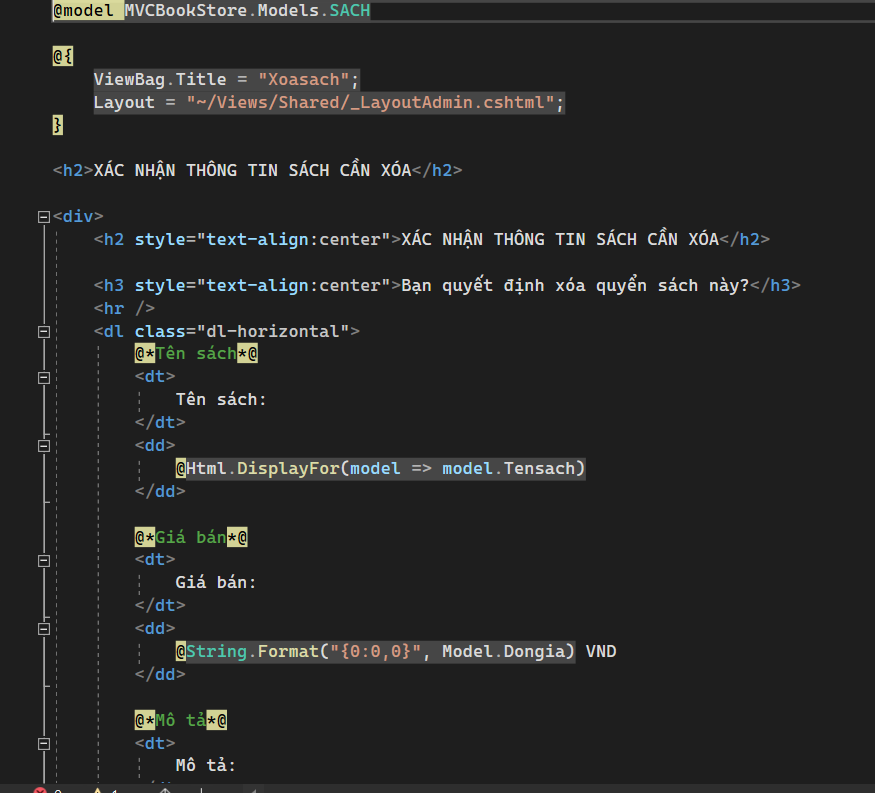 @model MVCBookStore.Models.SACH
@{
ViewBag.Title = "Xoasach";
Layout = "~/Views/Shared/_LayoutAdmin.cshtml";
}
<h2>XÁC NHẬN THÔNG TIN SÁCH CẦN XÓA</h2>
<div>
<h2 style="text-align:center">XÁC NHẬN THÔNG TIN SÁCH CẦN XÓA</h2>
<h3 style="text-align:center">Bạn quyết định xóa quyển sách này?</h3>
<hr />
<dl class="dl-horizontal">
@*Tên sách*@
<dt>
Tên sách:
</dt>
<dd>
@Html.DisplayFor(model => model.Tensach)
</dd>
@*Giá bán*@
<dt>
Giá bán:
</dt>
<dd>
@String.Format("{0:0,0}", Model.Dongia) VND
</dd>
@*Mô tả*@
<dt>
Mô tả: